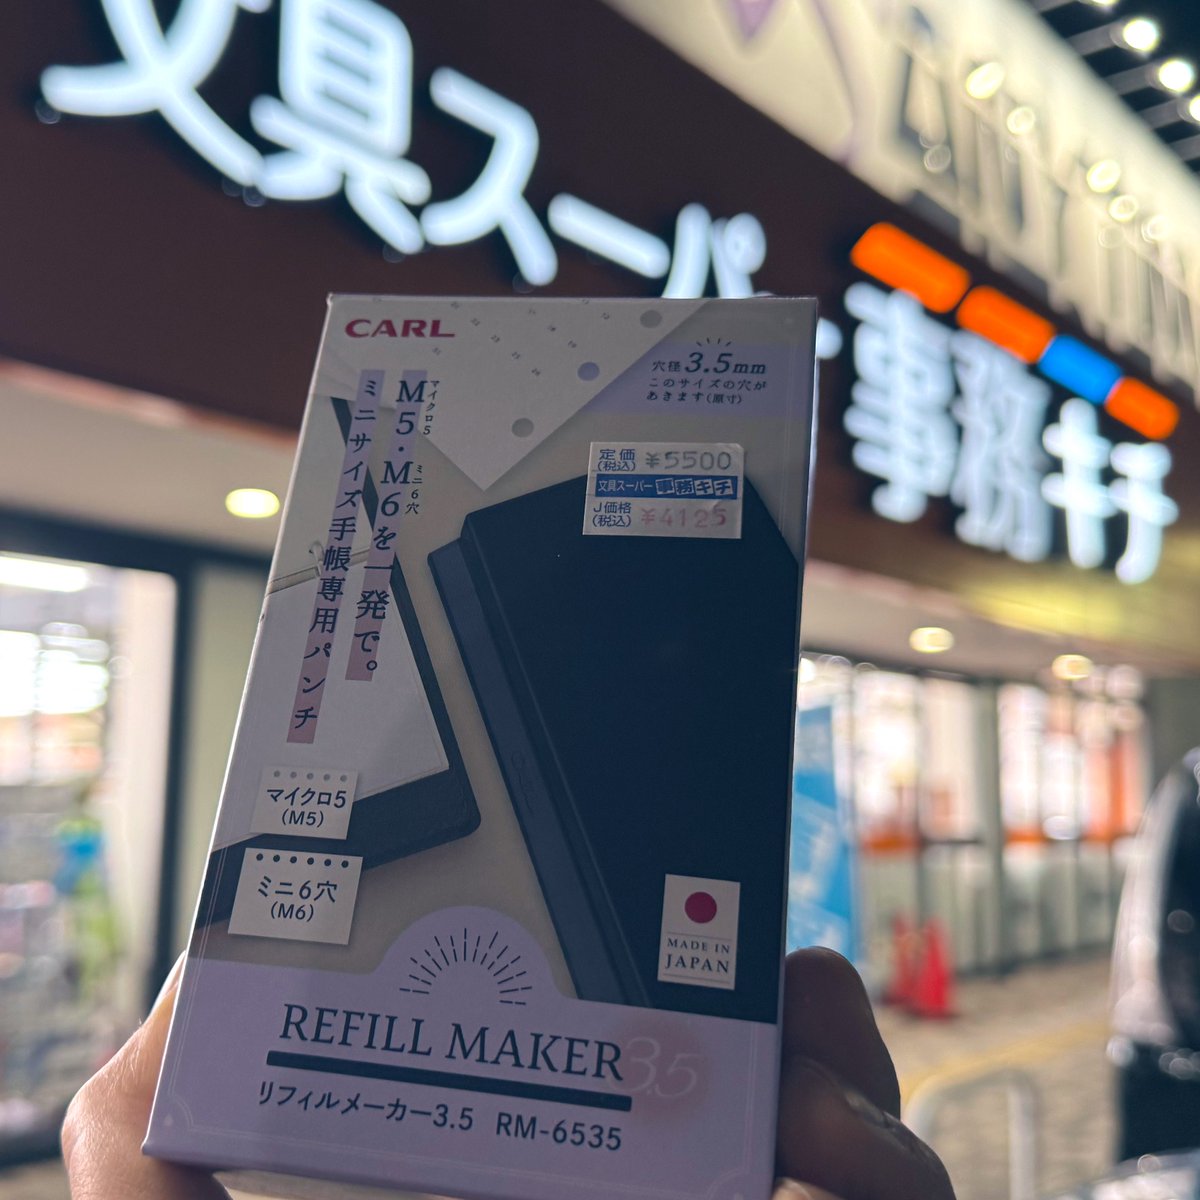 文具スーパー
事務キチ
CARL
穴径 3.5mm
このサイズの穴が
あきます(原寸)
マイクロ5
ミニ6穴
M5・M6を一発で。
ミニサイズ手帳専用パンチ
定価
(税込) ¥5500
文具スーパー 事務キチ
J価格
(税込) ¥4125
マイクロ5
(M5)
ミニ6穴
(M6)
MADE IN
JAPAN
REFILL MAKER 3.5
リフィルメーカー3.5 RM-6535